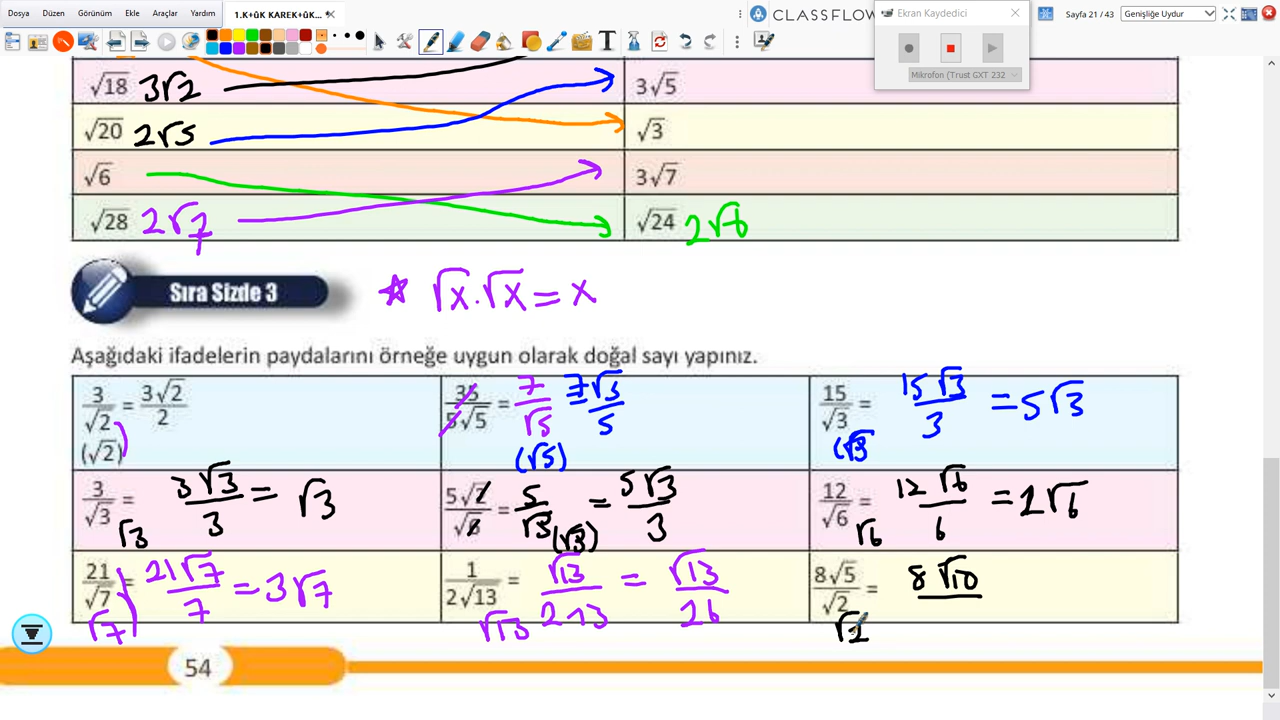 Dosya Düzen Görünüm Ekle Araçlar Yardım 1.K+ûK KAREK+ûK... CLASSFLOW Ekran Kaydedici Sayfa 21 / 43 Genişliğe Uydur
Mikrofon (Trust GXT 232
√18 3√2 3√5
√20 2√5 √3
√6 3√7
√28 2√7 √24 2√6
Sıra Sizde 3 * √x.√x = x
Aşağıdaki ifadelerin paydalarını örneğe uygun olarak doğal sayı yapınız.
3/√2 = 3√2/2 (√2) 35/5√5 = 7/√5 (√5) = 7√5/5 15/√3 = (√3 15√3/3 = 5√3
3/√3 = √3 3√3/3 = √3 5√2/√6 = 5/√3 (√3) = 5√3/3 12/√6 = √6 12√6/6 = 2√6
21/√7 = √7) 21√7/7 = 3√7 1/2√13 = √13 √13/2.13 = √13/26 8√5/√2 = √2 8√10
54